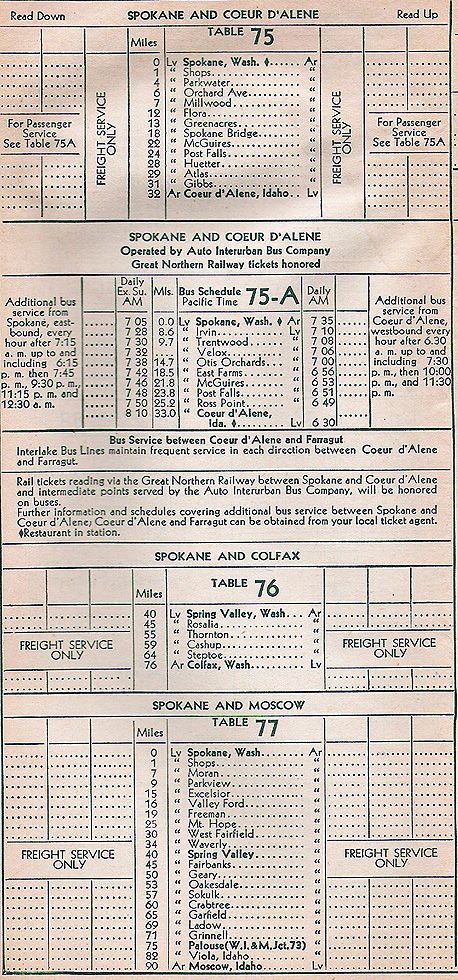 Read Down SPOKANE AND COEUR D'ALENE Read Up
Miles TABLE 75
0 Lv Spokane, Wash. ♦ Ar
1 “ Shops “
4 “ Parkwater “
6 “ Orchard Ave. “
7 “ Millwood “
12 “ Flora “
13 “ Greenacres “
18 “ Spokane Bridge “
22 “ McGuires “
24 “ Post Falls “
28 “ Huetter “
29 “ Atlas “
31 “ Gibbs “
32 Ar Coeur d'Alene, Idaho Lv
For Passenger
Service
See Table 75A
FREIGHT SERVICE
ONLY
FREIGHT SERVICE
ONLY
For Passenger
Service
See Table 75A
SPOKANE AND COEUR D'ALENE
Operated by Auto Interurban Bus Company
Great Northern Railway tickets honored
Additional bus
service from
Spokane, east-
bound, every
hour after 7:15
a. m. up to and
including 6:15
p. m. then 7:45
p. m., 9:30 p. m.,
11:15 p. m. and
12:30 a. m.
Daily
Ex. Su.
AM
Mls.
Bus Schedule
Pacific Time 75-A
Daily
AM
7 05 0.0 Lv Spokane, Wash. ♦ Ar 7 35
7 28 8.6 “ Irvin “ 7 10
7 30 9.7 “ Trentwood “ 7 08
7 32 “ Velox “ 7 06
7 38 14.7 “ Otis Orchards “ 7 00
7 42 18.5 “ East Farms “ 6 56
7 46 21.8 “ McGuires “ 6 53
7 48 23.8 “ Post Falls “ 6 51
7 50 25.2 “ Ross Point “ 6 49
8 10 33.0 “ Coeur d'Alene,
Ida. ♦ Lv 6 30
Additional bus
service from
Coeur d'Alene,
westbound every
hour after 6.30
a. m. up to and
including 7:30
p. m., then 10:00
p. m., and 11:30
p. m.
Bus Service between Coeur d'Alene and Farragut
Interlake Bus Lines maintain frequent service in each direction between Coeur d'Alene
and Farragut.
Rail tickets reading via the Great Northern Railway between Spokane and Coeur d'Alene
and intermediate points served by the Auto Interurban Bus Company, will be honored
on buses.
Further information and schedules covering additional bus service between Spokane and
Coeur d'Alene; Coeur d'Alene and Farragut can be obtained from your local ticket agent.
♦Restaurant in station.
SPOKANE AND COLFAX
Miles TABLE 76
40 Lv Spring Valley, Wash Ar
45 “ Rosalia “
55 “ Thornton “
59 “ Cashup “
64 “ Steptoe “
76 Ar Colfax, Wash Lv
FREIGHT SERVICE
ONLY
FREIGHT SERVICE
ONLY
SPOKANE AND MOSCOW
Miles TABLE 77
0 Lv Spokane, Wash. Ar
1 “ Shops “
7 “ Moran “
9 “ Parkview “
15 “ Excelsior “
16 “ Valley Ford “
19 “ Freeman “
25 “ Mt. Hope “
30 “ West Fairfield “
34 “ Waverly “
40 “ Spring Valley “
45 “ Fairbanks “
50 “ Geary “
53 “ Oakesdale “
57 “ Sokulk “
60 “ Crabtree “
65 “ Garfield “
69 “ Ladow “
71 “ Grinnell “
75 “ Palouse(W.I.&M.Jct.73) “
82 “ Viola, Idaho “
90 Ar Moscow, Idaho Lv
FREIGHT SERVICE
ONLY
FREIGHT SERVICE
ONLY